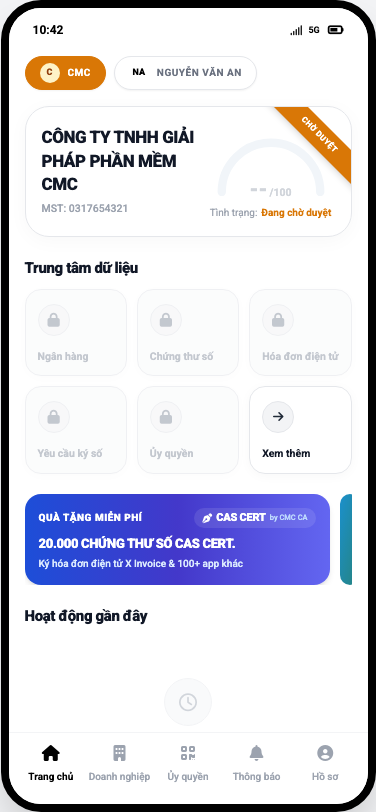 10:42
5G
C CMC
NA NGUYỄN VĂN AN
CHỜ DUYỆT
CÔNG TY TNHH GIẢI
PHÁP PHẦN MỀM
CMC
-- /100
MST: 0317654321
Tình trạng: Đang chờ duyệt
Trung tâm dữ liệu
Ngân hàng
Chứng thư số
Hóa đơn điện tử
Yêu cầu ký số
Ủy quyền
Xem thêm
QUÀ TẶNG MIỄN PHÍ
CAS CERT by CMC CA
20.000 CHỨNG THƯ SỐ CAS CERT.
Ký hóa đơn điện tử X Invoice & 100+ app khác
Hoạt động gần đây
Trang chủ
Doanh nghiệp
Ủy quyền
Thông báo
Hồ sơ